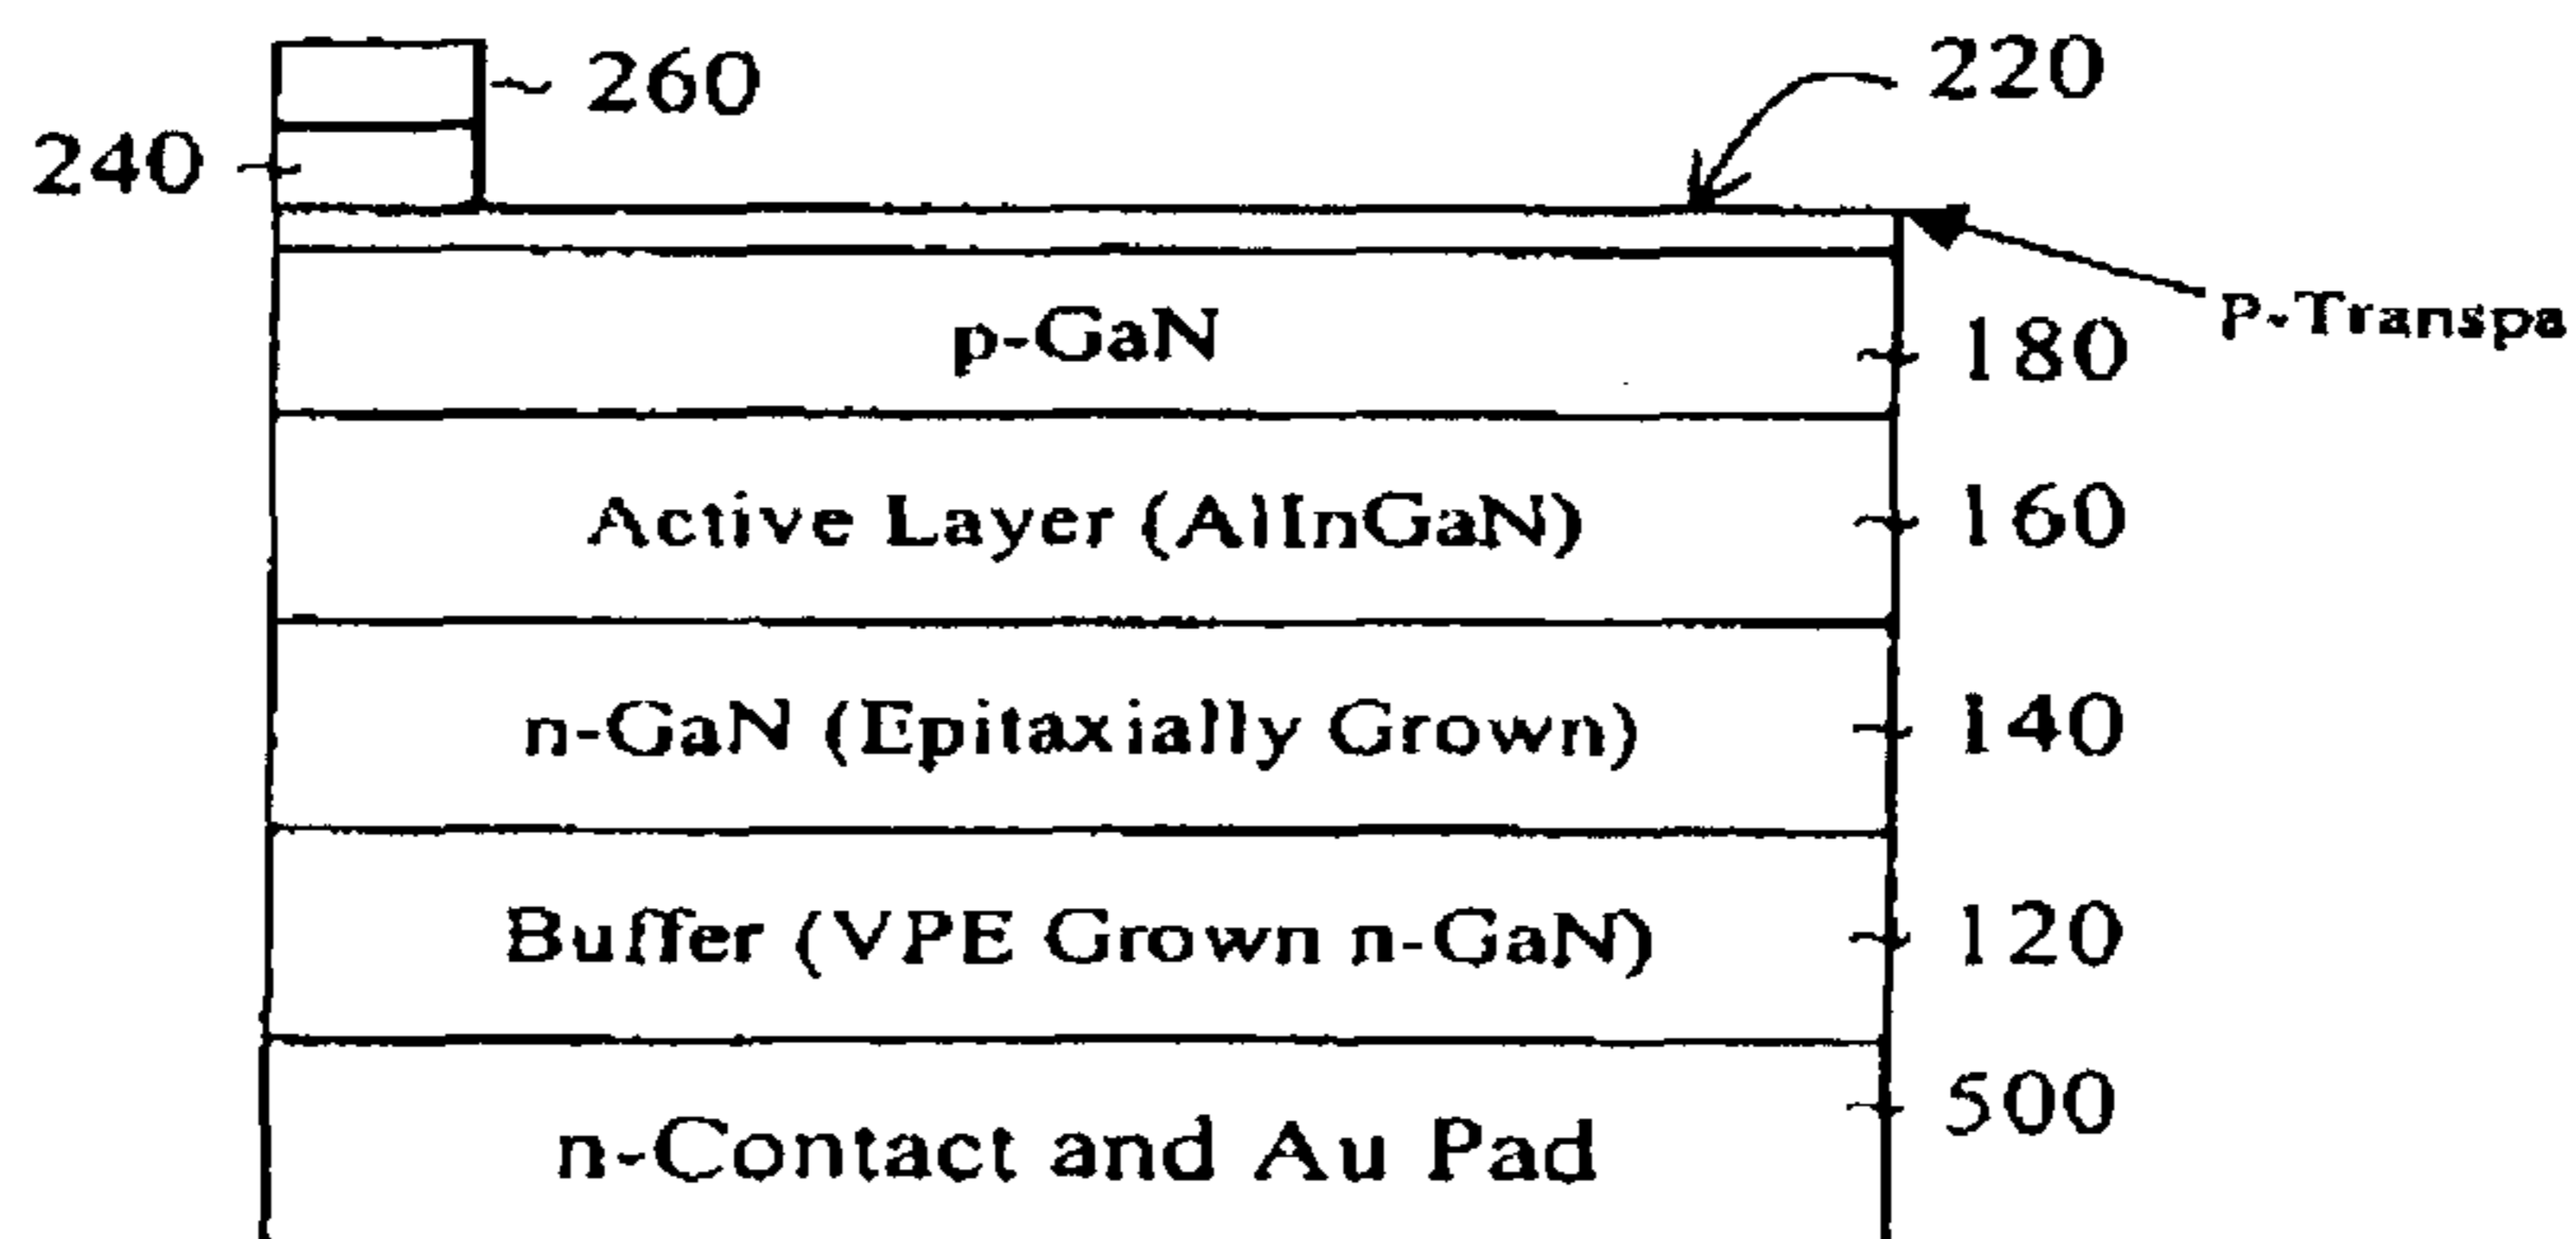 260
220
240
P-Transpa
p-GaN
180
Active Layer (AlInGaN)
160
n-GaN (Epitaxially Grown)
140
Buffer (VPE Grown n-GaN)
120
500
n-Contact and Au Pad